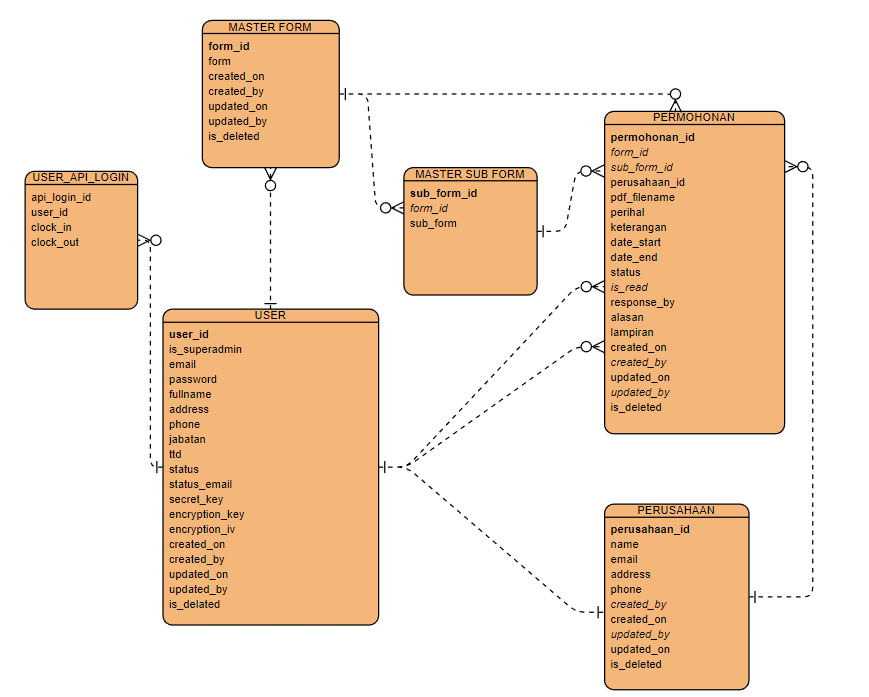 MASTER FORM
form_id
form
created_on
created_by
updated_on
updated_by
is_deleted
PERMOHONAN
permohonan_id
form_id
sub_form_id
perusahaan_id
pdf_filename
perihal
keterangan
date_start
date_end
status
is_read
response_by
alasan
lampiran
created_on
created_by
updated_on
updated_by
is_deleted
MASTER SUB FORM
sub_form_id
form_id
sub_form
USER_API_LOGIN
api_login_id
user_id
clock_in
clock_out
USER
user_id
is_superadmin
email
password
fullname
address
phone
jabatan
ttd
status
status_email
secret_key
encryption_key
encryption_iv
created_on
created_by
updated_on
updated_by
is_delated
PERUSAHAAN
perusahaan_id
name
email
address
phone
created_by
created_on
updated_by
updated_on
is_deleted